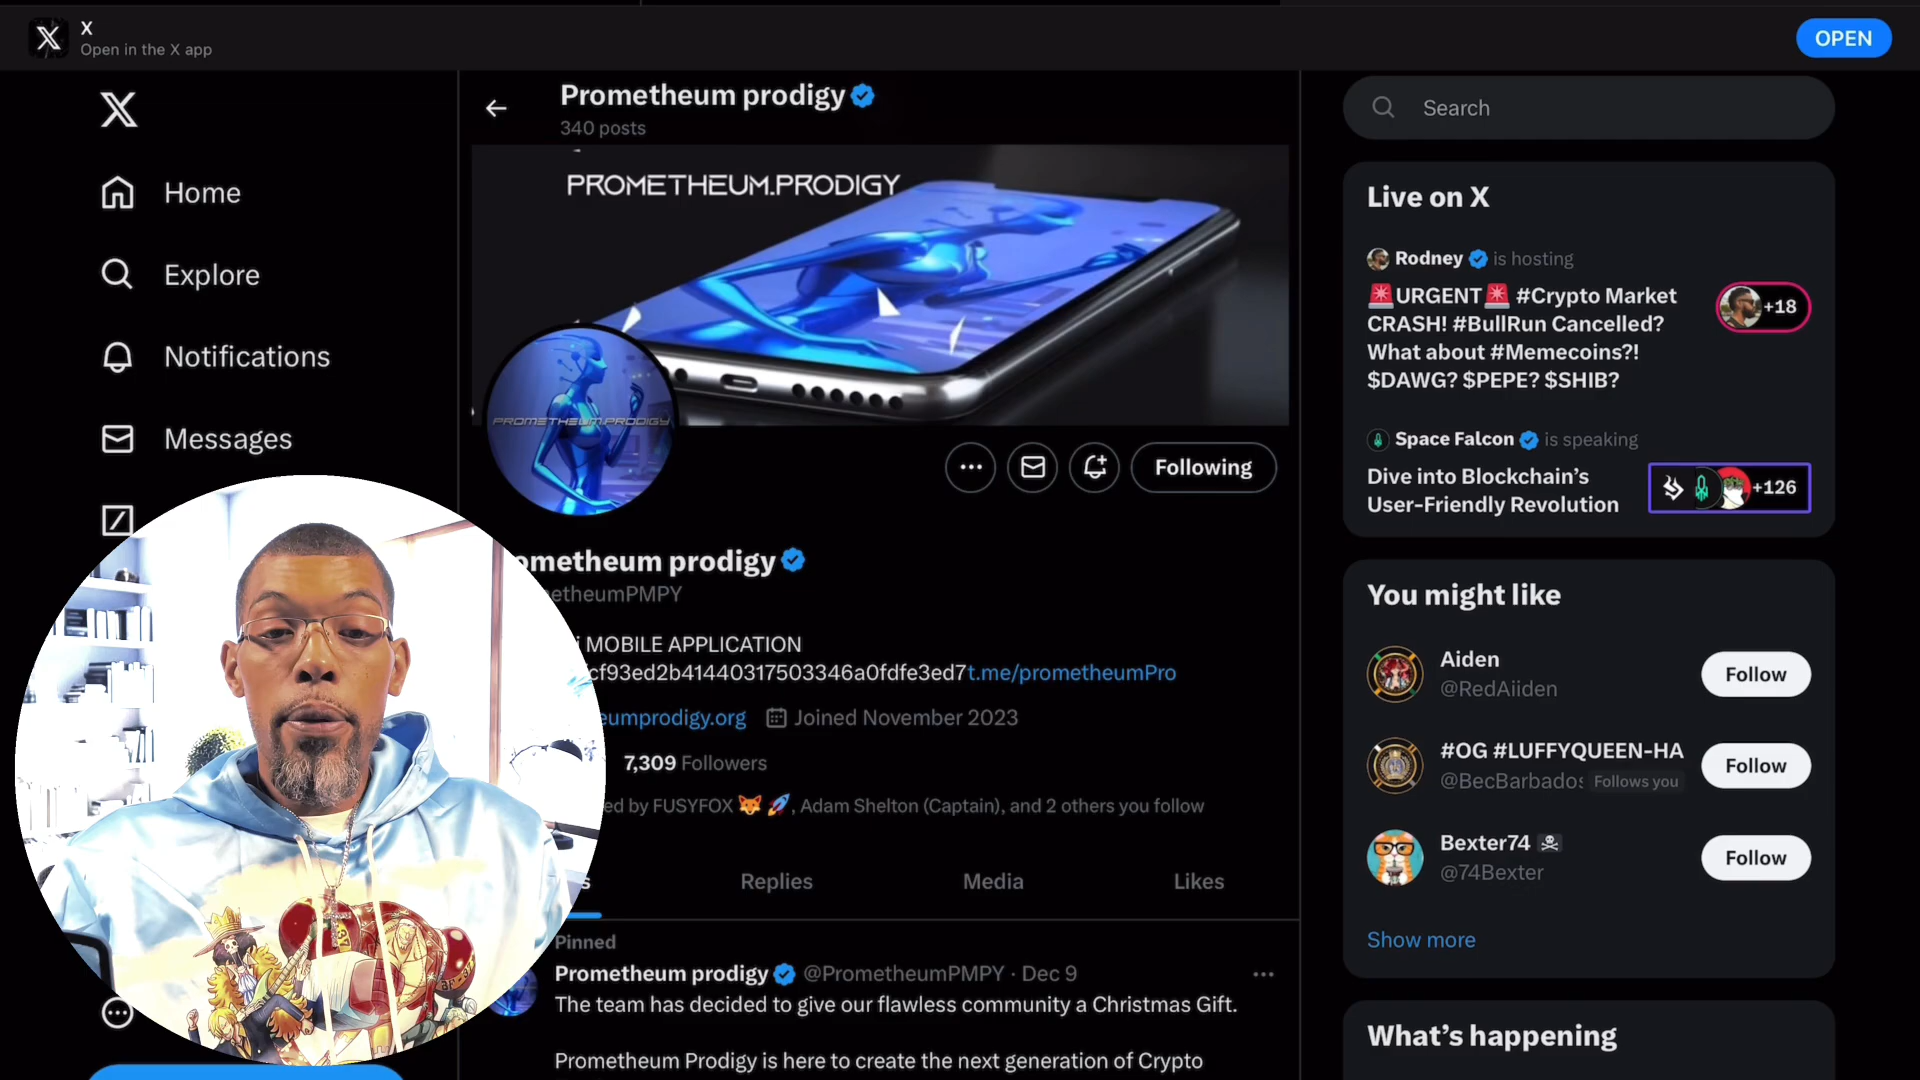 X
Open in the X app
OPEN
Home
Explore
Notifications
Messages
Prometheum prodigy
340 posts
PROMETHEUM.PRODIGY
PROMETHEUM.PRODIGY
Following
ometheum prodigy
etheumPMPY
i MOBILE APPLICATION
cf93ed2b41440317503346a0fdfe3ed7t.me/prometheumPro
eumprodigy.org Joined November 2023
7,309 Followers
ed by FUSYFOX 🦊 🚀, Adam Shelton (Captain), and 2 others you follow
s Replies Media Likes
Pinned
Prometheum prodigy @PrometheumPMPY · Dec 9
The team has decided to give our flawless community a Christmas Gift.
Prometheum Prodigy is here to create the next generation of Crypto
Search
Live on X
Rodney is hosting
🚨URGENT🚨 #Crypto Market
CRASH! #BullRun Cancelled?
What about #Memecoins?!
$DAWG? $PEPE? $SHIB?
+18
Space Falcon is speaking
Dive into Blockchain's
User-Friendly Revolution
+126
You might like
Aiden
@RedAiiden
Follow
#OG #LUFFYQUEEN-HA
@BecBarbados Follows you
Follow
Bexter74 ☠
@74Bexter
Follow
Show more
What's happening